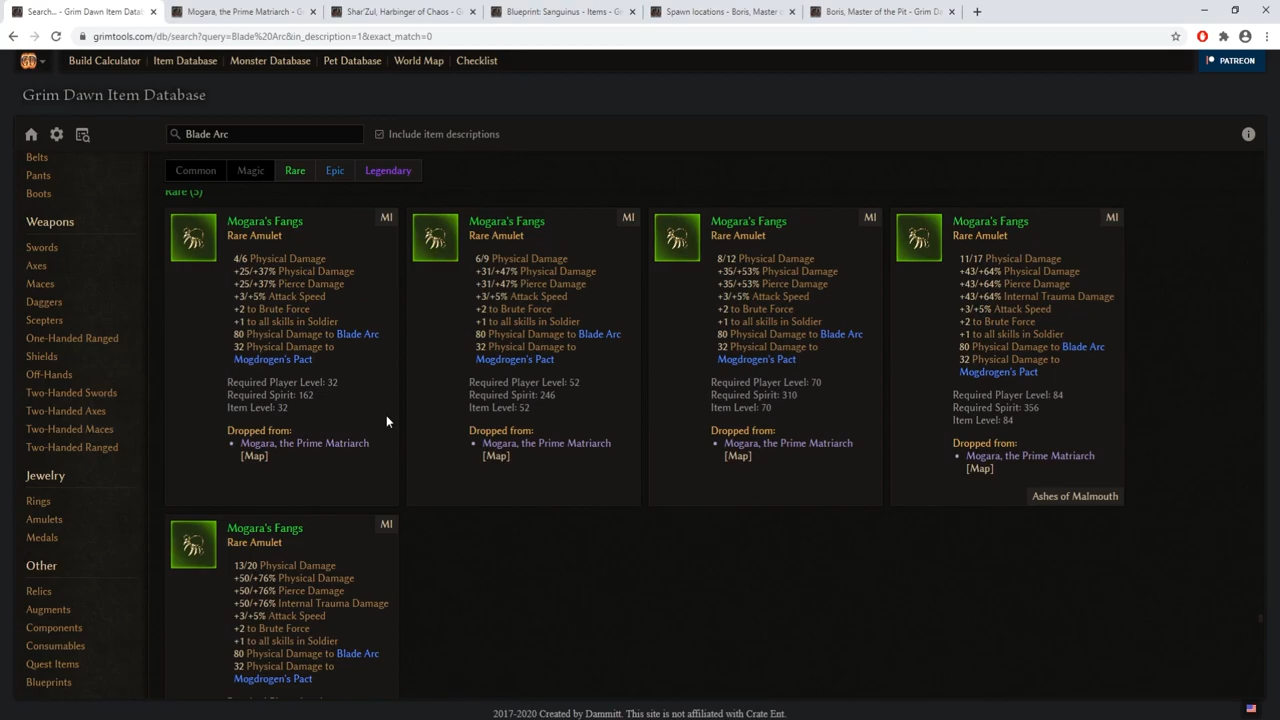 Search... - Grim Dawn Item Datab
Mogara, the Prime Matriarch - G
Shar'Zul, Harbinger of Chaos - G
Blueprint: Sanguinus - Items - G
Spawn locations - Boris, Master o
Boris, Master of the Pit - Grim Da
grimtools.com/db/search?query=Blade%20Arc&in_description=1&exact_match=0
GD
Build Calculator
Item Database
Monster Database
Pet Database
World Map
Checklist
PATREON
Grim Dawn Item Database
Blade Arc
Include item descriptions
Common
Magic
Rare
Epic
Legendary
Belts
Pants
Boots
Weapons
Swords
Axes
Maces
Daggers
Scepters
One-Handed Ranged
Shields
Off-Hands
Two-Handed Swords
Two-Handed Axes
Two-Handed Maces
Two-Handed Ranged
Jewelry
Rings
Amulets
Medals
Other
Relics
Augments
Components
Consumables
Quest Items
Blueprints
Rare (5)
Mogara's Fangs
MI
Rare Amulet
4/6 Physical Damage
+25/+37% Physical Damage
+25/+37% Pierce Damage
+3/+5% Attack Speed
+2 to Brute Force
+1 to all skills in Soldier
80 Physical Damage to Blade Arc
32 Physical Damage to
Mogdrogen's Pact
Required Player Level: 32
Required Spirit: 162
Item Level: 32
Dropped from:
• Mogara, the Prime Matriarch
[Map]
Mogara's Fangs
MI
Rare Amulet
6/9 Physical Damage
+31/+47% Physical Damage
+31/+47% Pierce Damage
+3/+5% Attack Speed
+2 to Brute Force
+1 to all skills in Soldier
80 Physical Damage to Blade Arc
32 Physical Damage to
Mogdrogen's Pact
Required Player Level: 52
Required Spirit: 246
Item Level: 52
Dropped from:
• Mogara, the Prime Matriarch
[Map]
Mogara's Fangs
MI
Rare Amulet
8/12 Physical Damage
+35/+53% Physical Damage
+35/+53% Pierce Damage
+3/+5% Attack Speed
+2 to Brute Force
+1 to all skills in Soldier
80 Physical Damage to Blade Arc
32 Physical Damage to
Mogdrogen's Pact
Required Player Level: 70
Required Spirit: 310
Item Level: 70
Dropped from:
• Mogara, the Prime Matriarch
[Map]
Mogara's Fangs
MI
Rare Amulet
11/17 Physical Damage
+43/+64% Physical Damage
+43/+64% Pierce Damage
+43/+64% Internal Trauma Damage
+3/+5% Attack Speed
+2 to Brute Force
+1 to all skills in Soldier
80 Physical Damage to Blade Arc
32 Physical Damage to
Mogdrogen's Pact
Required Player Level: 84
Required Spirit: 356
Item Level: 84
Dropped from:
• Mogara, the Prime Matriarch
[Map]
Ashes of Malmouth
Mogara's Fangs
MI
Rare Amulet
13/20 Physical Damage
+50/+76% Physical Damage
+50/+76% Pierce Damage
+50/+76% Internal Trauma Damage
+3/+5% Attack Speed
+2 to Brute Force
+1 to all skills in Soldier
80 Physical Damage to Blade Arc
32 Physical Damage to
Mogdrogen's Pact
2017-2020 Created by Dammitt. This site is not affiliated with Crate Ent.